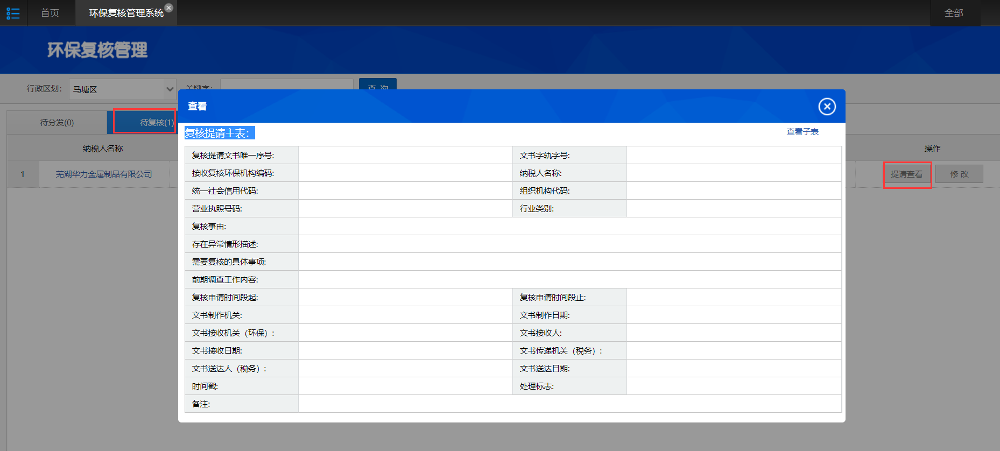 首页
环保复核管理系统
全部
环保复核管理
行政区划:
马塘区
关键字:
查 询
待分发(0)
待复核(1)
纳税人名称
操作
1
芜湖华力金属制品有限公司
提请查看
修 改
查看
复核提请主表:
查看子表
复核提请文书唯一序号:
文书字轨字号:
接收复核环保机构编码:
纳税人名称:
统一社会信用代码:
组织机构代码:
营业执照号码:
行业类别:
复核事由:
存在异常情形描述:
需要复核的具体事项:
前期调查工作内容:
复核申请时间段起:
复核申请时间段止:
文书制作机关:
文书制作日期:
文书接收机关（环保）:
文书接收人:
文书接收日期:
文书传递机关（税务）:
文书送达人（税务）:
文书送达日期:
时间戳:
处理标志:
备注: